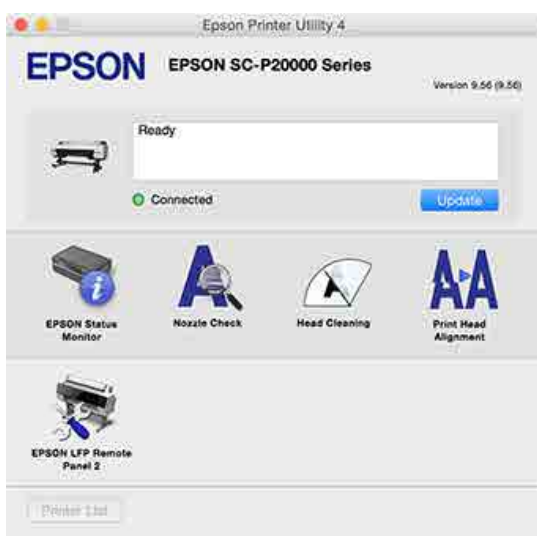 Epson Printer Utility 4
EPSON
EPSON SC-P20000 Series
Version 9.56 (9.56)
Ready
Connected
Update
EPSON Status
Monitor
Nozzle Check
Head Cleaning
Print Head
Alignment
EPSON LFP Remote
Panel 2
Printer List